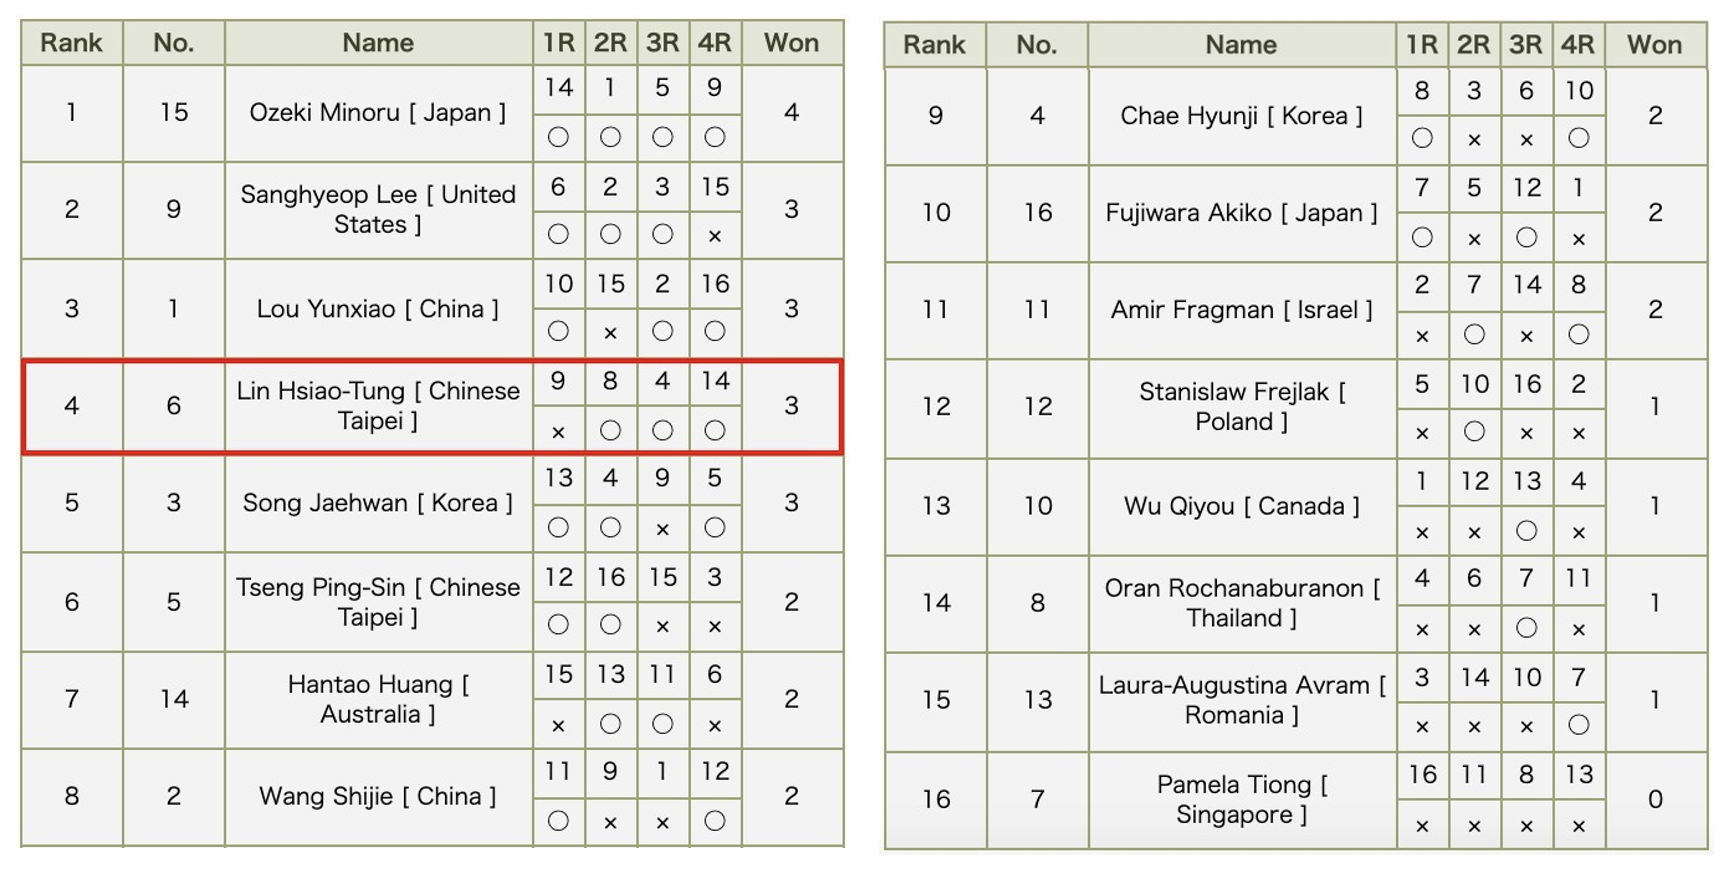 Rank No. Name 1R 2R 3R 4R Won
14 1 5 9
1 15 Ozeki Minoru [ Japan ] 4
○ ○ ○ ○
6 2 3 15
Sanghyeop Lee [ United
2 9 3
States ]
○ ○ ○ ×
10 15 2 16
3 1 Lou Yunxiao [ China ] 3
○ × ○ ○
9 8 4 14
Lin Hsiao-Tung [ Chinese
4 6 3
Taipei ]
× ○ ○ ○
13 4 9 5
5 3 Song Jaehwan [ Korea ] 3
○ ○ × ○
12 16 15 3
Tseng Ping-Sin [ Chinese
6 5 2
Taipei ]
○ ○ × ×
15 13 11 6
Hantao Huang [
7 14 2
Australia ]
× ○ ○ ×
11 9 1 12
8 2 Wang Shijie [ China ] 2
○ × × ○
Rank No. Name 1R 2R 3R 4R Won
8 3 6 10
9 4 Chae Hyunji [ Korea ] 2
○ × × ○
7 5 12 1
10 16 Fujiwara Akiko [ Japan ] 2
○ × ○ ×
2 7 14 8
11 11 Amir Fragman [ Israel ] 2
× ○ × ○
5 10 16 2
Stanislaw Frejlak [
12 12 1
Poland ]
× ○ × ×
1 12 13 4
13 10 Wu Qiyou [ Canada ] 1
× × ○ ×
4 6 7 11
Oran Rochanaburanon [
14 8 1
Thailand ]
× × ○ ×
3 14 10 7
Laura-Augustina Avram [
15 13 1
Romania ]
× × × ○
16 11 8 13
Pamela Tiong [
16 7 0
Singapore ]
× × × ×